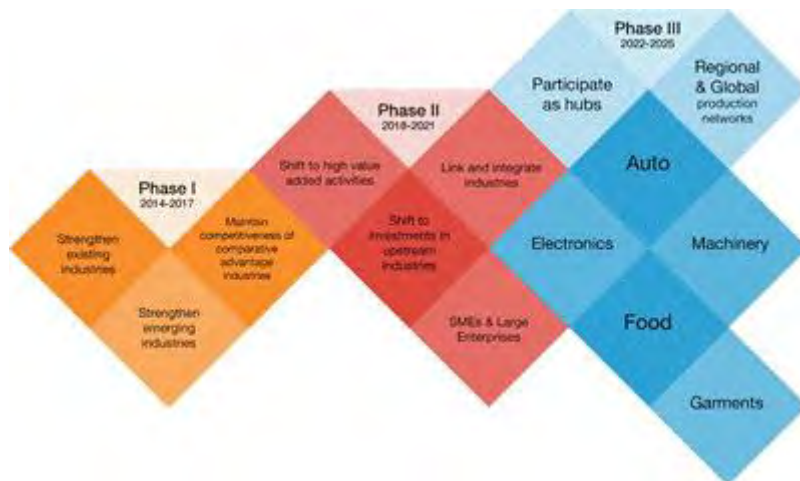 Phase I
2014-2017
Strengthen
existing
industries
Maintain
competitiveness of
comparative
advantage
industries
Strengthen
emerging
industries
Phase II
2018-2021
Shift to high value
added activities
Link and integrate
industries
Shift to
investments in
upstream
industries
SMEs & Large
Enterprises
Phase III
2022-2025
Participate
as hubs
Regional
& Global
production
networks
Auto
Electronics
Machinery
Food
Garments